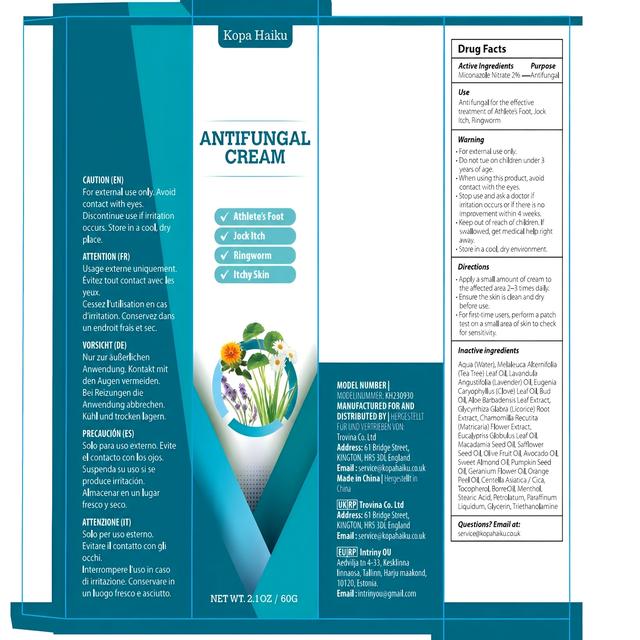 Kopa Haiku
ANTIFUNGAL
CREAM
✓ Athlete's Foot
✓ Jock Itch
✓ Ringworm
✓ Itchy Skin
NET WT. 2.1OZ / 60G
CAUTION (EN)
For external use only. Avoid
contact with eyes.
Discontinue use if irritation
occurs. Store in a cool, dry
place.
ATTENTION (FR)
Usage externe uniquement.
Évitez tout contact avec les
yeux.
Cessez l'utilisation en cas
d'irritation. Conservez dans
un endroit frais et sec.
VORSICHT (DE)
Nur zur äußerlichen
Anwendung. Kontakt mit
den Augen vermeiden.
Bei Reizungen die
Anwendung abbrechen.
Kühl und trocken lagern.
PRECAUCIÓN (ES)
Solo para uso externo. Evite
el contacto con los ojos.
Suspenda su uso si se
produce irritación.
Almacenar en un lugar
fresco y seco.
ATTENZIONE (IT)
Solo per uso esterno.
Evitare il contatto con gli
occhi.
Interrompere l'uso in caso
di irritazione. Conservare in
un luogo fresco e asciutto.
MODEL NUMBER |
MODELINUMMER. KH230930
MANUFACTURED FOR AND
DISTRIBUTED BY | HERGESTELLT
FÜR UND VERTRIEBEN VON:
Trovina Co. Ltd
Address: 61 Bridge Street,
KINGTON, HR5 3DL England
Email : service@kopahaiku.co.uk
Made in China | Hergestellt in
China
UK RP Trovina Co. Ltd
Address: 61 Bridge Street,
KINGTON, HR5 3DL England
Email : service@kopahaiku.co.uk
EU RP Intriny OU
Aedvilja tn 4-33, Kesklinna
linnaosa, Tallinn, Harju maakond,
10120, Estonia.
Email : intrinyou@gmail.com
Drug Facts
Active Ingredients Purpose
Miconazole Nitrate 2% — Antifungal
Use
Anti fungal for the effective
treatment of Athlete's Foot, Jock
Itch, Ringworm
Warning
• For external use only.
• Do not tue on children under 3
years of age.
• When using this product, avoid
contact with the eyes.
• Stop use and ask a doctor if
irritation occurs or if there is no
improvement within 4 weeks.
• Keep out of reach of children. If
swallowed, get medical help right
away.
• Store in a cool, dry environment.
Directions
• Apply a small amount of cream to
the affected area 2–3 times daily.
• Ensure the skin is clean and dry
before use.
• For first-time users, perform a patch
test on a small area of skin to check
for sensitivity.
Inactive ingredients
Aqua (Water), Melaleuca Alternifolia
(Tea Tree) Leaf Oil, Lavandula
Angustifolia (Lavender) Oil, Eugenia
Caryophyllus (Clove) Leaf Oil, Bud
Oil, Aloe Barbadensis Leaf Extract,
Glycyrrhiza Glabra (Licorice) Root
Extract, Chamomilla Recutita
(Matricaria) Flower Extract,
Eucalyptis Globulus Leaf Oil,
Macadamia Seed Oil, Safflower
Seed Oil, Olive Fruit Oil, Avocado Oil,
Sweet Almond Oil, Pumpkin Seed
Oil, Geranium Flower Oil, Orange
Peel Oil, Centella Asiatica / Cica,
Tocopherol, Borre Oil, Menthol,
Stearic Acid, Petrolatum, Paraffinum
Liquidum, Glycerin, Triethanolamine
Questions? Email at:
service@kopahaiku.co.uk